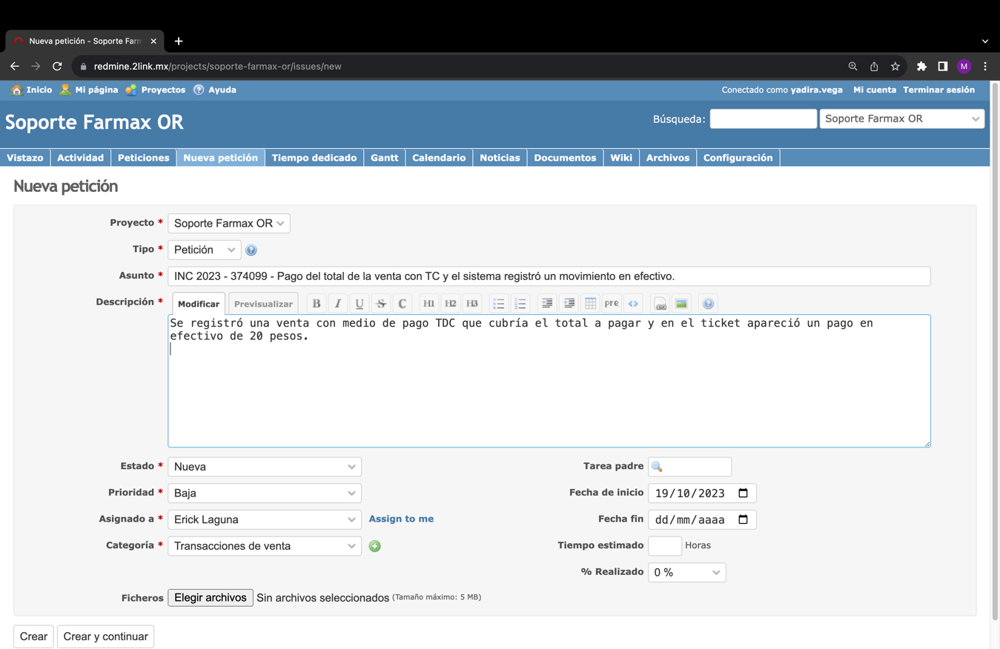 Nueva petición - Soporte Farm
redmine.2link.mx/projects/soporte-farmax-or/issues/new
M
Inicio Mi página Proyectos Ayuda
Conectado como yadira.vega Mi cuenta Terminar sesión
Soporte Farmax OR
Búsqueda: Soporte Farmax OR
Vistazo Actividad Peticiones Nueva petición Tiempo dedicado Gantt Calendario Noticias Documentos Wiki Archivos Configuración
Nueva petición
Proyecto * Soporte Farmax OR
Tipo * Petición
Asunto * INC 2023 - 374099 - Pago del total de la venta con TC y el sistema registró un movimiento en efectivo.
Descripción * Modificar Previsualizar B I U S C H1 H2 H3 pre
Se registró una venta con medio de pago TDC que cubría el total a pagar y en el ticket apareció un pago en
efectivo de 20 pesos.
Estado * Nueva
Tarea padre
Prioridad * Baja
Fecha de inicio 19/10/2023
Asignado a * Erick Laguna Assign to me
Fecha fin dd/mm/aaaa
Categoría * Transacciones de venta
Tiempo estimado Horas
% Realizado 0 %
Ficheros Elegir archivos Sin archivos seleccionados (Tamaño máximo: 5 MB)
Crear Crear y continuar